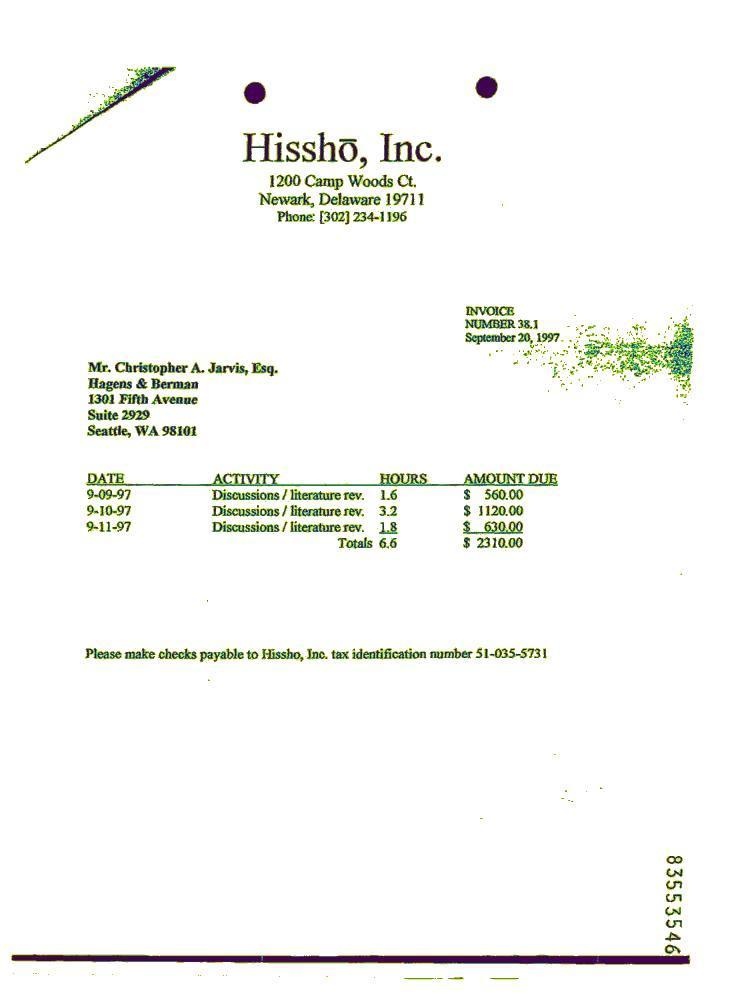 Hisshō, Inc.
1200 Camp Woods Ct.
Newark, Delaware 19711
Phone: [302] 234-1196
INVOICE
NUMBER 38.1
September 20, 1997
Mr. Christopher A. Jarvis, Esq.
Hagens & Berman
1301 Fifth Avenue
Suite 2929
Seattle, WA 98101
DATE ACTIVITY HOURS AMOUNT DUE
9-09-97 Discussions / literature rev. 1.6 $ 560.00
9-10-97 Discussions / literature rev. 3.2 $ 1120.00
9-11-97 Discussions / literature rev. 1.8 $ 630.00
Totals 6.6 $ 2310.00
Please make checks payable to Hissho, Inc. tax identification number 51-035-5731
83553546